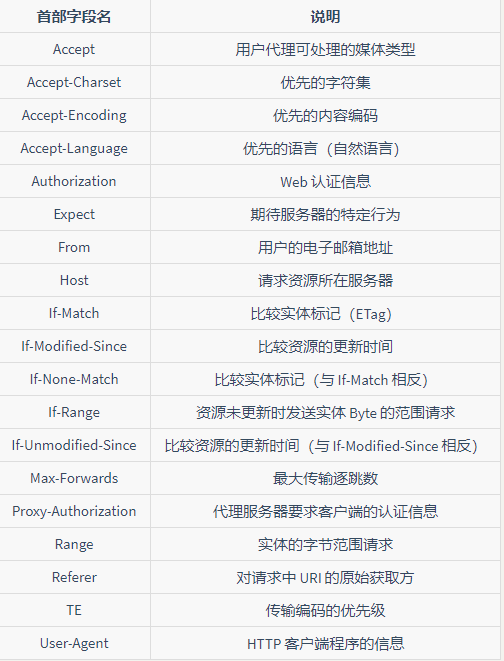 首部字段名 说明
Accept 用户代理可处理的媒体类型
Accept-Charset 优先的字符集
Accept-Encoding 优先的内容编码
Accept-Language 优先的语言（自然语言）
Authorization Web 认证信息
Expect 期待服务器的特定行为
From 用户的电子邮箱地址
Host 请求资源所在服务器
If-Match 比较实体标记（ETag）
If-Modified-Since 比较资源的更新时间
If-None-Match 比较实体标记（与 If-Match 相反）
If-Range 资源未更新时发送实体 Byte 的范围请求
If-Unmodified-Since 比较资源的更新时间（与 If-Modified-Since 相反）
Max-Forwards 最大传输逐跳数
Proxy-Authorization 代理服务器要求客户端的认证信息
Range 实体的字节范围请求
Referer 对请求中 URI 的原始获取方
TE 传输编码的优先级
User-Agent HTTP 客户端程序的信息